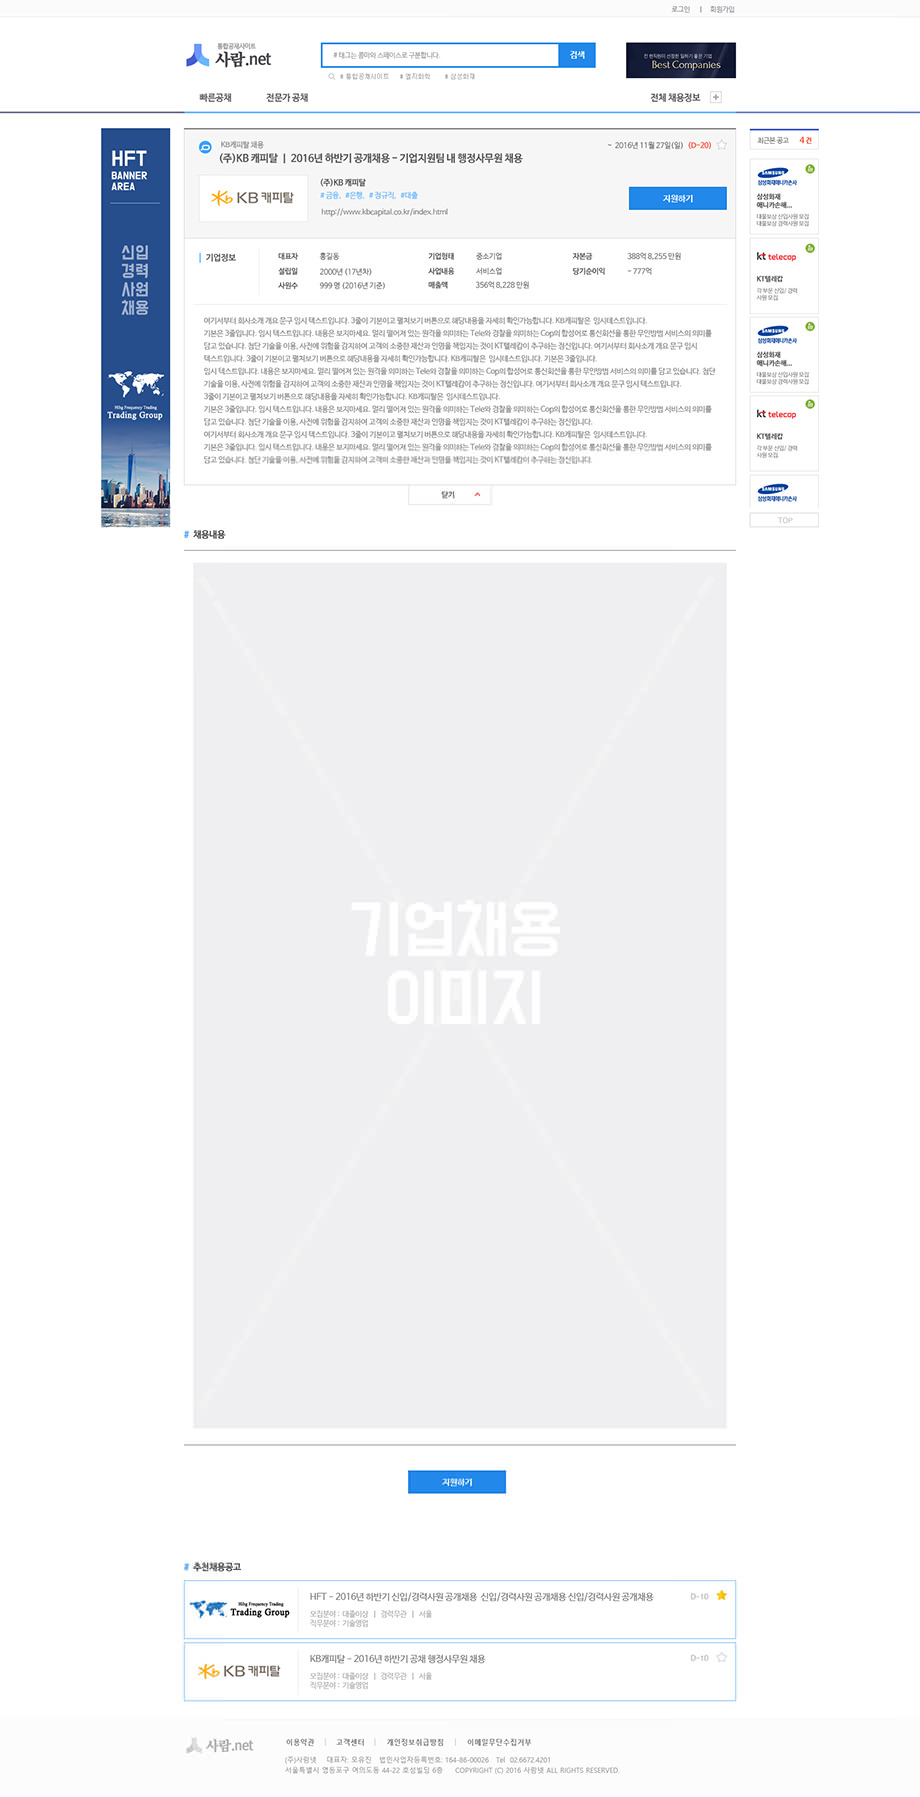 로그인 | 회원가입
통합공채사이트
사람.net
# 태그는 콤마와 스페이스로 구분합니다.
검색
# 통합공채사이트 # 엘지화학 # 삼성화재
전 현직원이 선정한 일하기 좋은 기업
Best Companies
빠른공채 전문가 공채 전체 채용정보
HFT
BANNER
AREA
신입
경력
사원
채용
Trading Group
KB캐피탈 채용
(주)KB 캐피탈 | 2016년 하반기 공개채용 - 기업지원팀 내 행정사무원 채용
~ 2016년 11월 27일(일) (D-20)
KB 캐피탈
(주)KB 캐피탈
# 금융, #은행, # 정규직, #대출
http://www.kbcapital.co.kr/index.html
지원하기
기업정보
대표자 홍길동 기업형태 중소기업 자본금 388억 8,255 만원
설립일 2000년 (17년차) 사업내용 서비스업 당기순이익 - 777억
사원수 999 명 (2016년 기준) 매출액 356억 8,228 만원
여기서부터 회사소개 개요 문구 임시 텍스트입니다. 3줄이 기본이고 펼쳐보기 버튼으로 해당내용을 자세히 확인가능합니다. KB캐피탈은 임시테스트입니다.
기본은 3줄입니다. 임시 텍스트입니다. 내용은 보지마세요. 멀리 떨어져 있는 원격을 의미하는 Tele와 경찰을 의미하는 Cop의 합성어로 통신회선을 통한 무인방범 서비스의 의미를
담고 있습니다. 첨단 기술을 이용, 사전에 위험을 감지하여 고객의 소중한 재산과 인명을 책임지는 것이 KT텔레캅이 추구하는 정신입니다. 여기서부터 회사소개 개요 문구 임시
텍스트입니다. 3줄이 기본이고 펼쳐보기 버튼으로 해당내용을 자세히 확인가능합니다. KB캐피탈은 임시테스트입니다. 기본은 3줄입니다.
임시 텍스트입니다. 내용은 보지마세요. 멀리 떨어져 있는 원격을 의미하는 Tele와 경찰을 의미하는 Cop의 합성어로 통신회선을 통한 무인방범 서비스의 의미를 담고 있습니다. 첨단
기술을 이용, 사전에 위험을 감지하여 고객의 소중한 재산과 인명을 책임지는 것이 KT텔레캅이 추구하는 정신입니다. 여기서부터 회사소개 개요 문구 임시 텍스트입니다.
3줄이 기본이고 펼쳐보기 버튼으로 해당내용을 자세히 확인가능합니다. KB캐피탈은 임시테스트입니다.
기본은 3줄입니다. 임시 텍스트입니다. 내용은 보지마세요. 멀리 떨어져 있는 원격을 의미하는 Tele와 경찰을 의미하는 Cop의 합성어로 통신회선을 통한 무인방범 서비스의 의미를
담고 있습니다. 첨단 기술을 이용, 사전에 위험을 감지하여 고객의 소중한 재산과 인명을 책임지는 것이 KT텔레캅이 추구하는 정신입니다.
여기서부터 회사소개 개요 문구 임시 텍스트입니다. 3줄이 기본이고 펼쳐보기 버튼으로 해당내용을 자세히 확인가능합니다. KB캐피탈은 임시테스트입니다.
기본은 3줄입니다. 임시 텍스트입니다. 내용은 보지마세요. 멀리 떨어져 있는 원격을 의미하는 Tele와 경찰을 의미하는 Cop의 합성어로 통신회선을 통한 무인방범 서비스의 의미를
담고 있습니다. 첨단 기술을 이용, 사전에 위험을 감지하여 고객의 소중한 재산과 인명을 책임지는 것이 KT텔레캅이 추구하는 정신입니다.
닫기
최근본 공고 4 건
SAMSUNG
삼성화재애니카손사
삼성화재
애니카손해...
대물보상 신입사원 모집
대물보상 경력사원 모집
kt telecop
KT텔레캅
각 부문 신입/ 경력
사원 모집
SAMSUNG
삼성화재애니카손사
삼성화재
애니카손해...
대물보상 신입사원 모집
대물보상 경력사원 모집
kt telecop
KT텔레캅
각 부문 신입/ 경력
사원 모집
SAMSUNG
삼성화재애니카손사
TOP
# 채용내용
기업채용
이미지
지원하기
# 추천채용공고
Trading Group
HFT - 2016년 하반기 신입/경력사원 공개채용 신입/경력사원 공개채용 신입/경력사원 공개채용
D-10
모집분야 : 대졸이상 | 경력무관 | 서울
직무분야 : 기술영업
KB 캐피탈
KB캐피탈 - 2016년 하반기 공채 행정사무원 채용
D-10
모집분야 : 대졸이상 | 경력무관 | 서울
직무분야 : 기술영업
사람.net
이용약관 | 고객센터 | 개인정보취급방침 | 이메일무단수집거부
(주)사람넷 대표자: 모유진 법인사업자등록번호: 164-86-00026 Tel 02.6672.4201
서울특별시 영등포구 여의도동 44-22 호성빌딩 6층 COPYRIGHT (C) 2016 사람넷 ALL RIGHTS RESERVED.